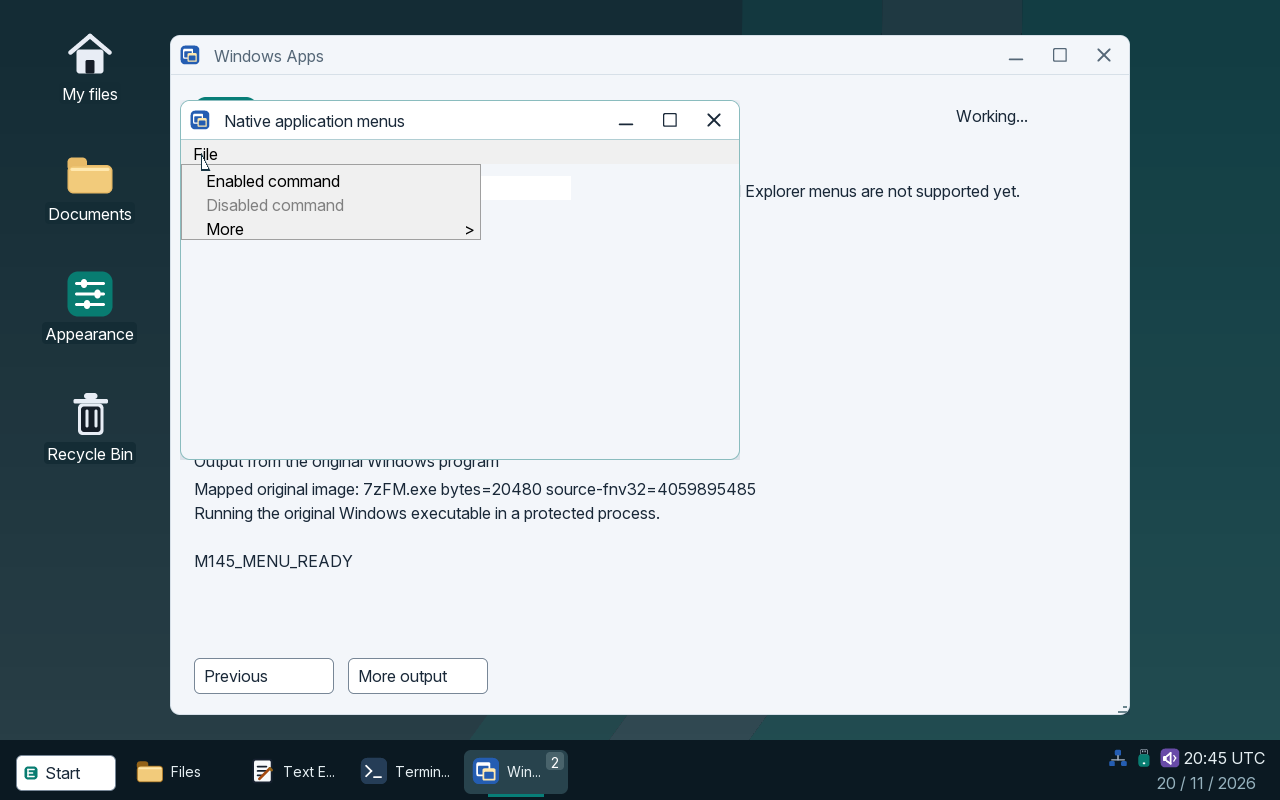 My files
Documents
Appearance
Recycle Bin
Windows Apps
Working...
Native application menus
File
Enabled command
Disabled command
More >
Explorer menus are not supported yet.
Output from the original Windows program
Mapped original image: 7zFM.exe bytes=20480 source-fnv32=4059895485
Running the original Windows executable in a protected process.
M145_MENU_READY
Previous
More output
Start
Files
Text E...
Termin...
Win...
2
20:45 UTC
20 / 11 / 2026